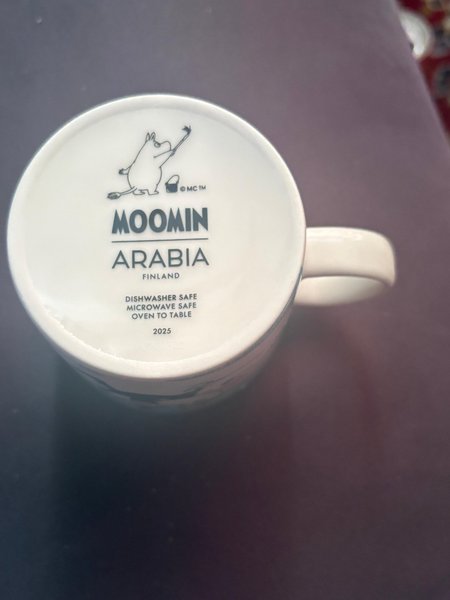 © MC ™
MOOMIN
ARABIA
FINLAND
DISHWASHER SAFE
MICROWAVE SAFE
OVEN TO TABLE
2025